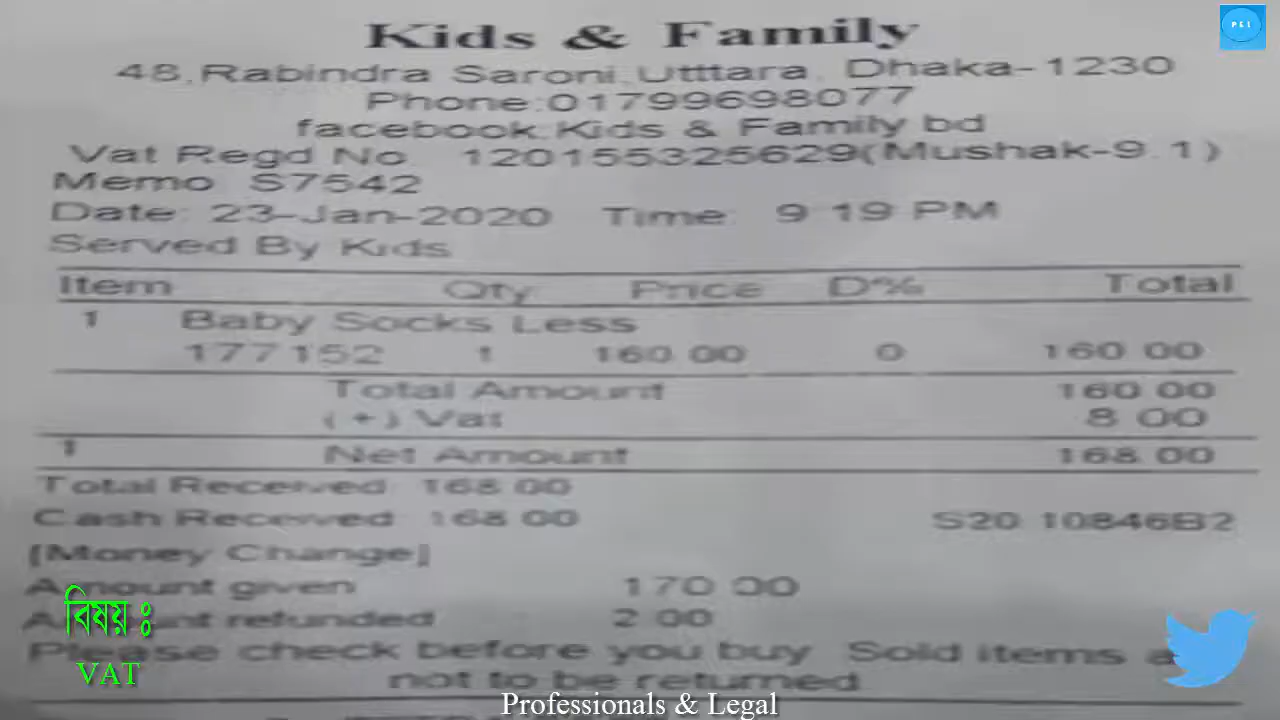 P & L
Kids & Family
48,Rabindra Saroni,Utttara, Dhaka-1230
Phone:01799698077
facebook:Kids & Family bd
Vat Regd No 120155325629(Mushak-9.1)
Memo S7542
Date: 23-Jan-2020 Time: 9:19 PM
Served By Kids
Item Qty Price D% Total
1 Baby Socks Less
177152 1 160.00 0 160.00
Total Amount 160.00
(+) Vat 8.00
1 Net Amount 168.00
Total Received 168.00
Cash Received 168.00 S20.10846B2
[Money Change]
Amount given 170.00
Amount refunded 2.00
Please check before you buy. Sold items a
not to be returned
বিষয় ঃ
VAT
Professionals & Legal